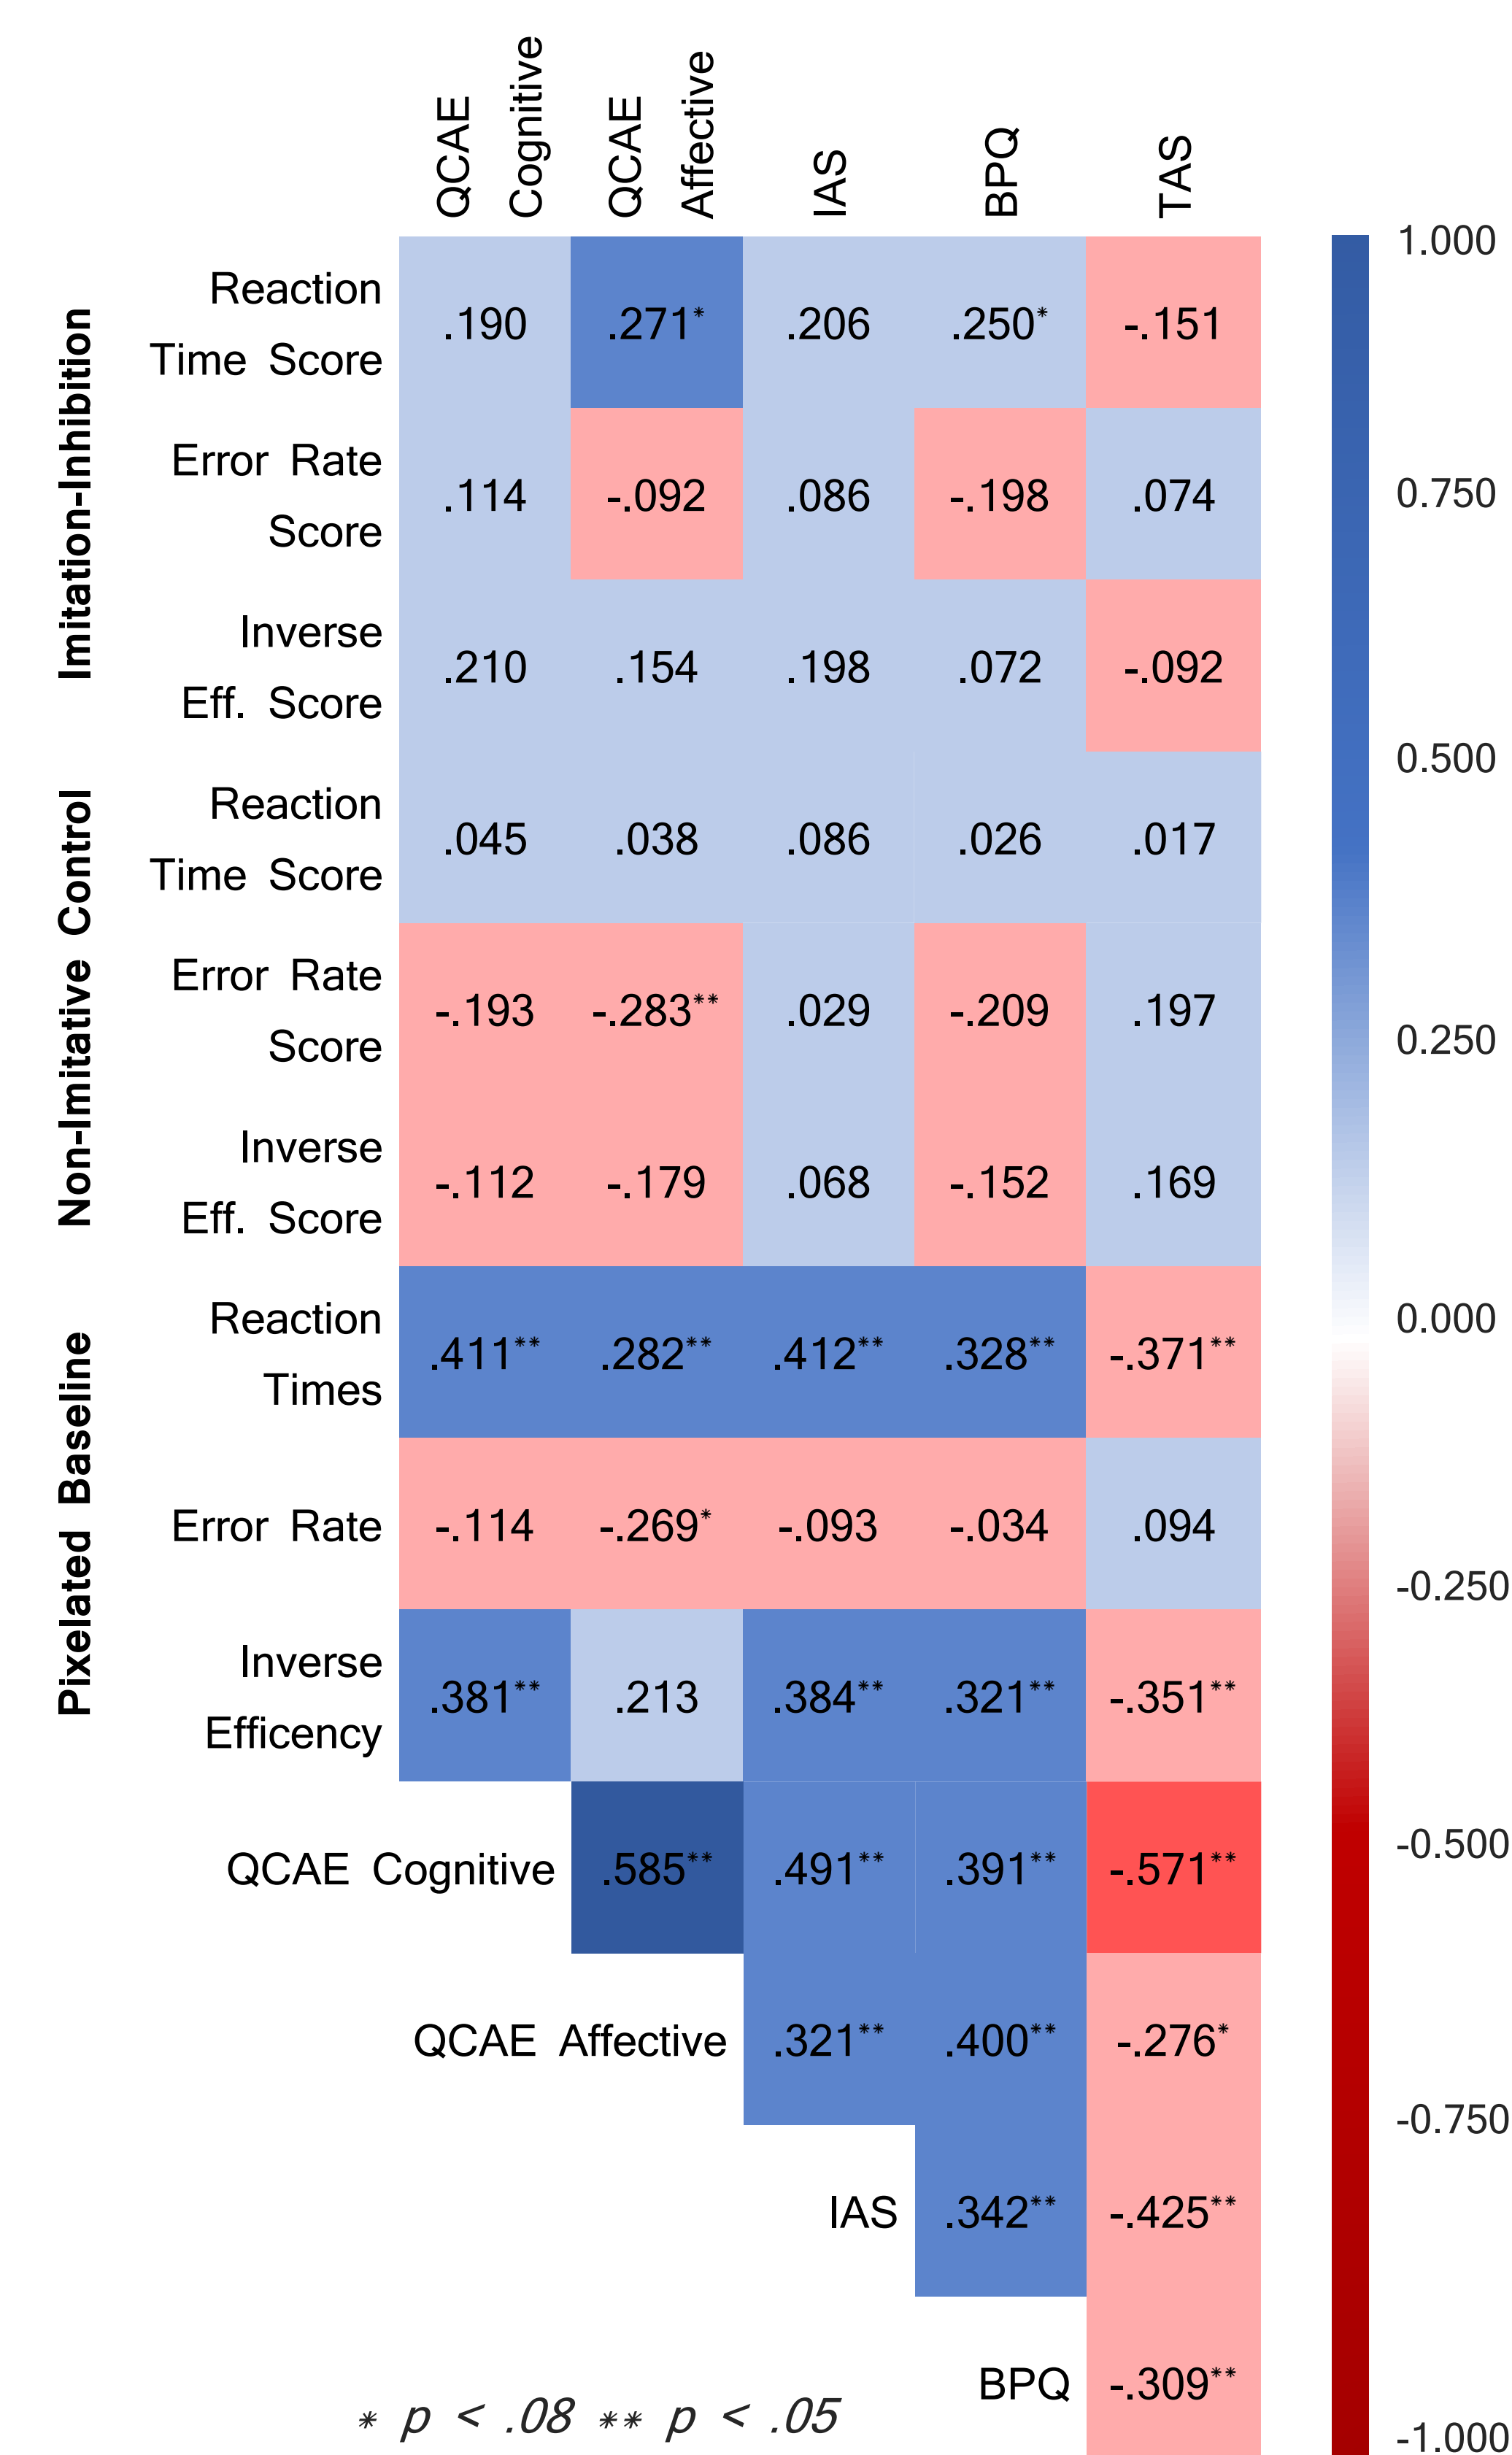 QCAE
Cognitive
QCAE
Affective
IAS
BPQ
TAS
Imitation-Inhibition
Reaction
Time Score
.190 .271* .206 .250* -.151
Error Rate
Score
.114 -.092 .086 -.198 .074
Inverse
Eff. Score
.210 .154 .198 .072 -.092
Non-Imitative Control
Reaction
Time Score
.045 .038 .086 .026 .017
Error Rate
Score
-.193 -.283** .029 -.209 .197
Inverse
Eff. Score
-.112 -.179 .068 -.152 .169
Pixelated Baseline
Reaction
Times
.411** .282** .412** .328** -.371**
Error Rate
-.114 -.269* -.093 -.034 .094
Inverse
Efficency
.381** .213 .384** .321** -.351**
QCAE Cognitive
.585** .491** .391** -.571**
QCAE Affective
.321** .400** -.276*
IAS
.342** -.425**
BPQ
-.309**
* p < .08 ** p < .05
1.000
0.750
0.500
0.250
0.000
-0.250
-0.500
-0.750
-1.000